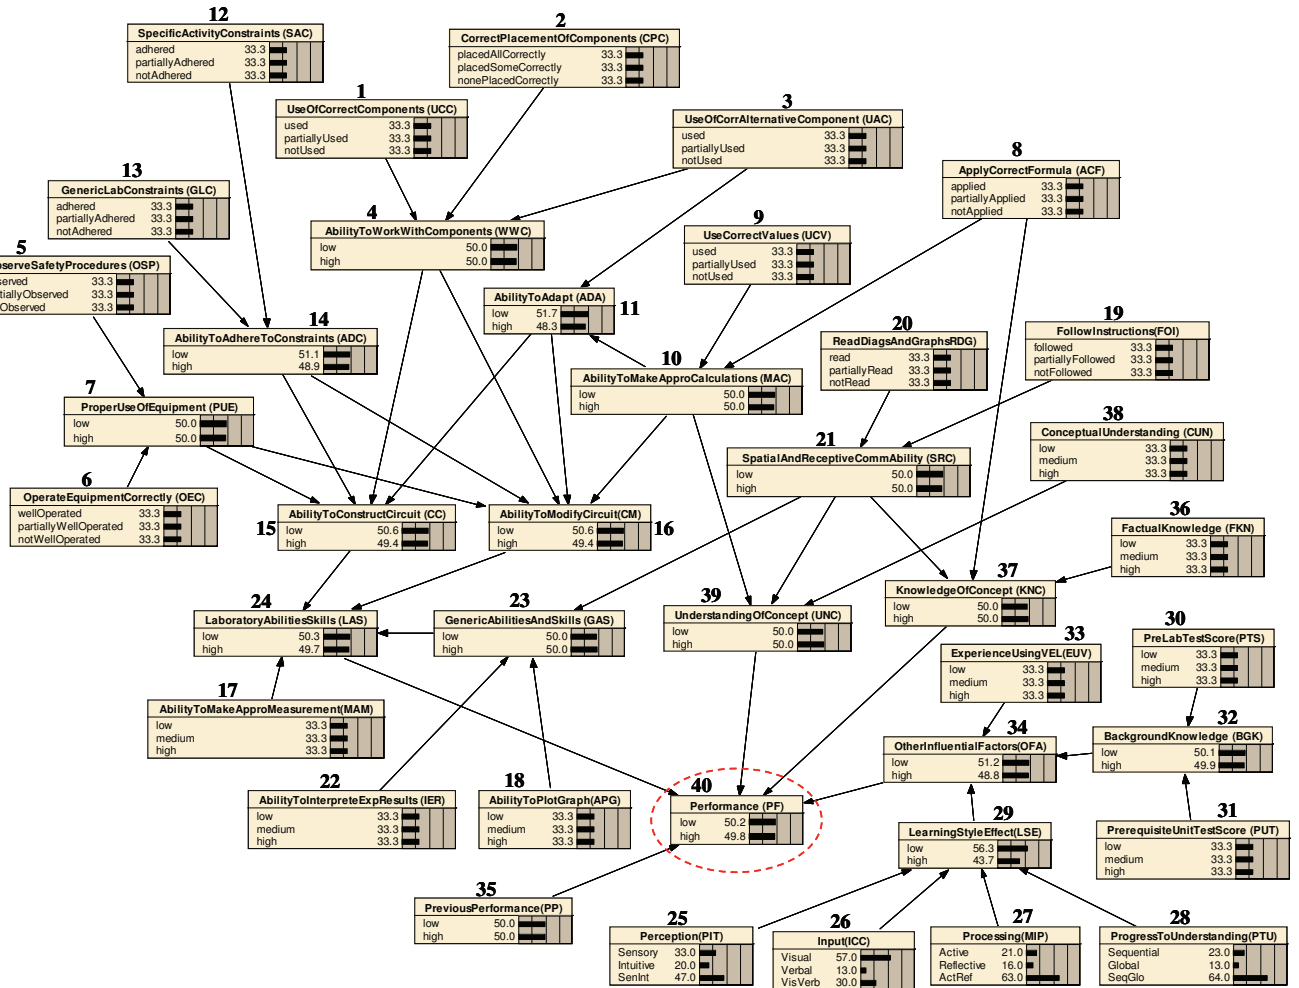 12
SpecificActivityConstraints (SAC)
adhered 33.3
partiallyAdhered 33.3
notAdhered 33.3
2
CorrectPlacementOfComponents (CPC)
placedAllCorrectly 33.3
placedSomeCorrectly 33.3
nonePlacedCorrectly 33.3
1
UseOfCorrectComponents (UCC)
used 33.3
partiallyUsed 33.3
notUsed 33.3
3
UseOfCorrAlternativeComponent (UAC)
used 33.3
partiallyUsed 33.3
notUsed 33.3
8
ApplyCorrectFormula (ACF)
applied 33.3
partiallyApplied 33.3
notApplied 33.3
13
GenericLabConstraints (GLC)
adhered 33.3
partiallyAdhered 33.3
notAdhered 33.3
4
AbilityToWorkWithComponents (WWC)
low 50.0
high 50.0
9
UseCorrectValues (UCV)
used 33.3
partiallyUsed 33.3
notUsed 33.3
5
serveSafetyProcedures (OSP)
served 33.3
tiallyObserved 33.3
Observed 33.3
AbilityToAdapt (ADA)
low 51.7
high 48.3
11
14
AbilityToAdhereToConstraints (ADC)
low 51.1
high 48.9
20
ReadDiagsAndGraphsRDG)
read 33.3
partiallyRead 33.3
notRead 33.3
19
FollowInstructions(FOI)
followed 33.3
partiallyFollowed 33.3
notFollowed 33.3
10
AbilityToMakeApproCalculations (MAC)
low 50.0
high 50.0
7
ProperUseOfEquipment (PUE)
low 50.0
high 50.0
38
ConceptualUnderstanding (CUN)
low 33.3
medium 33.3
high 33.3
21
SpatialAndReceptiveCommAbility (SRC)
low 50.0
high 50.0
6
OperateEquipmentCorrectly (OEC)
wellOperated 33.3
partiallyWellOperated 33.3
notWellOperated 33.3
15
AbilityToConstructCircuit (CC)
low 50.6
high 49.4
AbilityToModifyCircuit(CM)
low 50.6
high 49.4
16
36
FactualKnowledge (FKN)
low 33.3
medium 33.3
high 33.3
37
KnowledgeOfConcept (KNC)
low 50.0
high 50.0
24
LaboratoryAbilitiesSkills (LAS)
low 50.3
high 49.7
23
GenericAbilitiesAndSkills (GAS)
low 50.0
high 50.0
39
UnderstandingOfConcept (UNC)
low 50.0
high 50.0
33
ExperienceUsingVEL(EUV)
low 33.3
medium 33.3
high 33.3
30
PreLabTestScore(PTS)
low 33.3
medium 33.3
high 33.3
17
AbilityToMakeApproMeasurement(MAM)
low 33.3
medium 33.3
high 33.3
34
OtherInfluentialFactors(OFA)
low 51.2
high 48.8
32
BackgroundKnowledge (BGK)
low 50.1
high 49.9
22
AbilityToInterpreteExpResults (IER)
low 33.3
medium 33.3
high 33.3
18
AbilityToPlotGraph(APG)
low 33.3
medium 33.3
high 33.3
40
Performance (PF)
low 50.2
high 49.8
29
LearningStyleEffect(LSE)
low 56.3
high 43.7
31
PrerequisiteUnitTestScore (PUT)
low 33.3
medium 33.3
high 33.3
35
PreviousPerformance(PP)
low 50.0
high 50.0
25
Perception(PIT)
Sensory 33.0
Intuitive 20.0
SenInt 47.0
26
Input(ICC)
Visual 57.0
Verbal 13.0
VisVerb 30.0
27
Processing(MIP)
Active 21.0
Reflective 16.0
ActRef 63.0
28
ProgressToUnderstanding(PTU)
Sequential 23.0
Global 13.0
SeqGlo 64.0